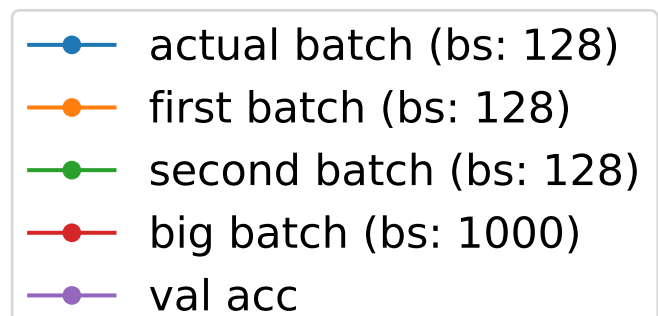 actual batch (bs: 128)
first batch (bs: 128)
second batch (bs: 128)
big batch (bs: 1000)
val acc